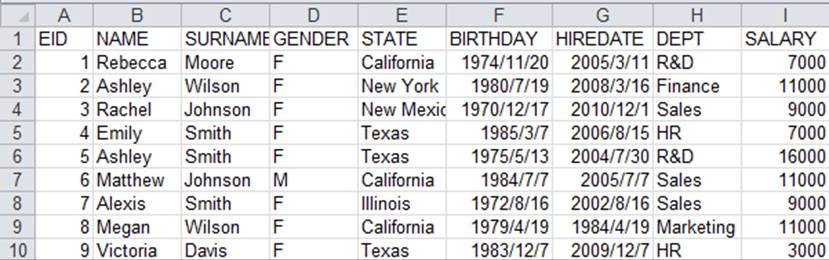 A B C D E F G H I
1 EID NAME SURNAME GENDER STATE BIRTHDAY HIREDATE DEPT SALARY
2 1 Rebecca Moore F California 1974/11/20 2005/3/11 R&D 7000
3 2 Ashley Wilson F New York 1980/7/19 2008/3/16 Finance 11000
4 3 Rachel Johnson F New Mexic 1970/12/17 2010/12/1 Sales 9000
5 4 Emily Smith F Texas 1985/3/7 2006/8/15 HR 7000
6 5 Ashley Smith F Texas 1975/5/13 2004/7/30 R&D 16000
7 6 Matthew Johnson M California 1984/7/7 2005/7/7 Sales 11000
8 7 Alexis Smith F Illinois 1972/8/16 2002/8/16 Sales 9000
9 8 Megan Wilson F California 1979/4/19 1984/4/19 Marketing 11000
10 9 Victoria Davis F Texas 1983/12/7 2009/12/7 HR 3000